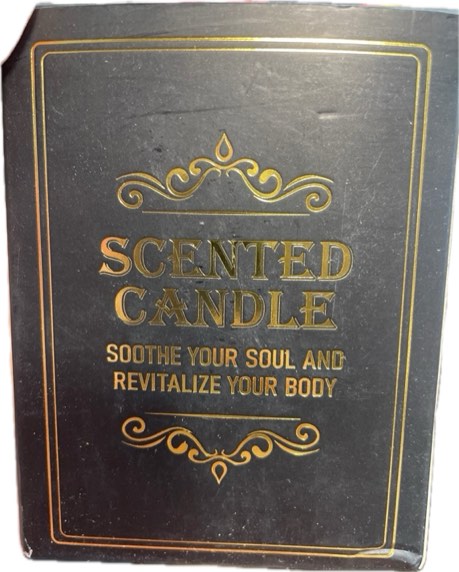 SCENTED
CANDLE
SOOTHE YOUR SOUL AND
REVITALIZE YOUR BODY